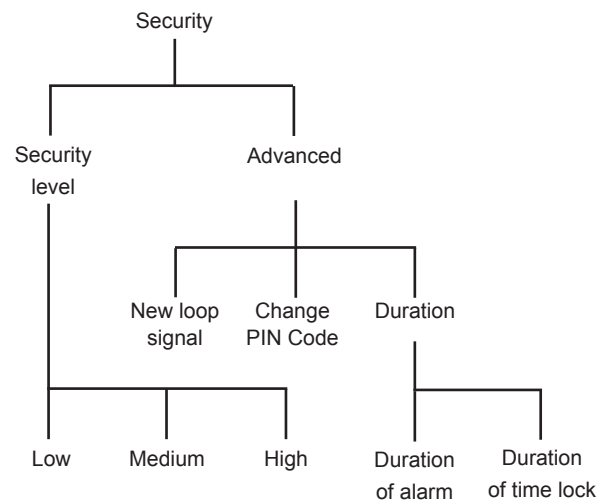 Security
Security
level
Advanced
New loop
signal
Change
PIN Code
Duration
Low
Medium
High
Duration
of alarm
Duration
of time lock